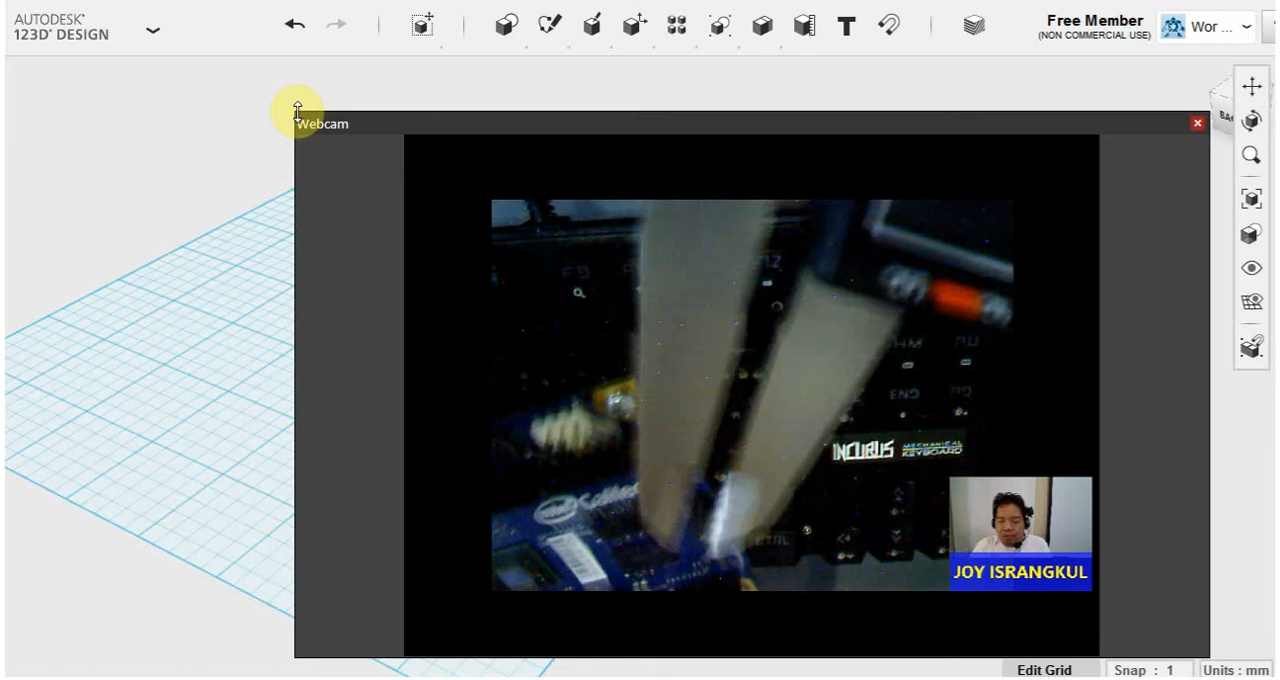 AUTODESK®
123D® DESIGN
T
Free Member
(NON COMMERCIAL USE)
Wor ...
Webcam
INCUBUS
MECHANICAL
KEYBOARD
END
CTRL
JOY ISRANGKUL
Edit Grid
Snap : 1
Units : mm